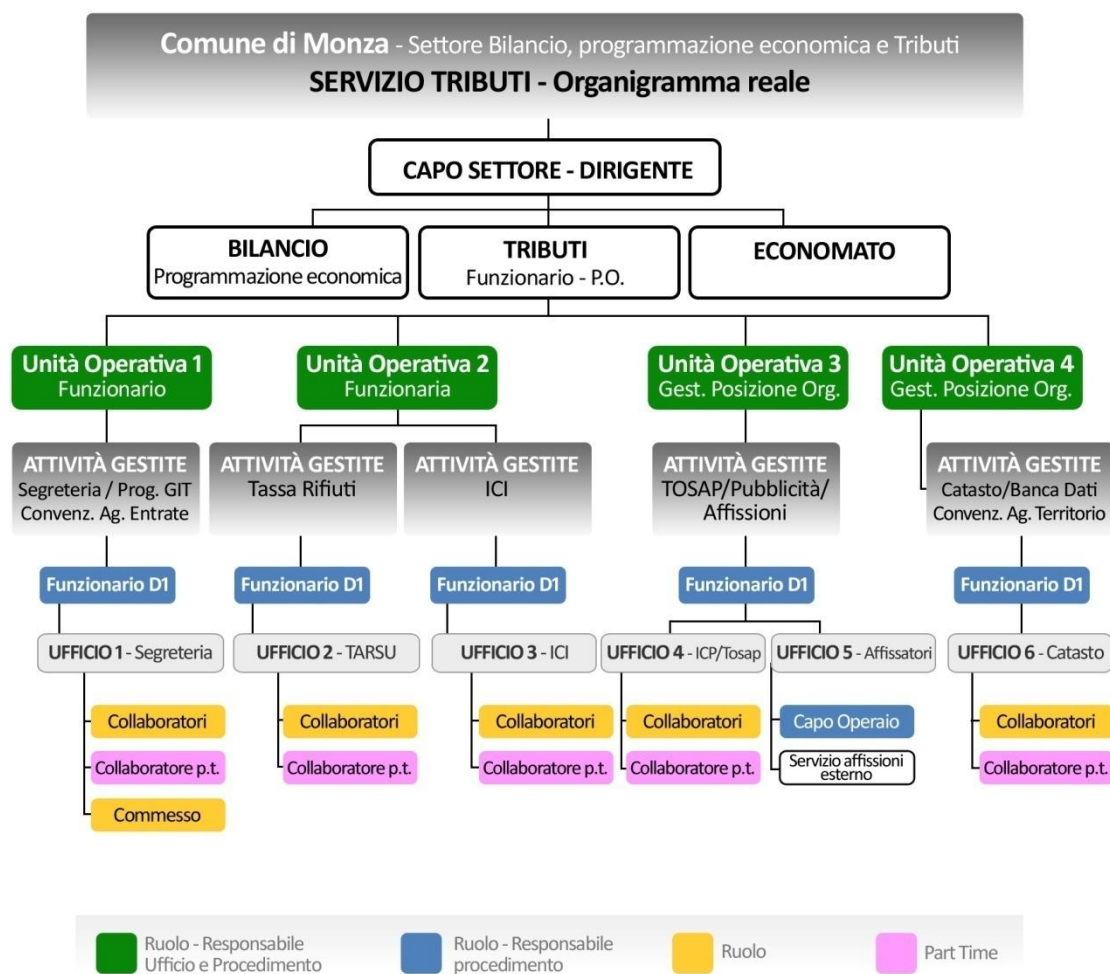 Comune di Monza - Settore Bilancio, programmazione economica e Tributi
SERVIZIO TRIBUTI - Organigramma reale
CAPO SETTORE - DIRIGENTE
BILANCIO
Programmazione economica
TRIBUTI
Funzionario - P.O.
ECONOMATO
Unità Operativa 1
Funzionario
Unità Operativa 2
Funzionaria
Unità Operativa 3
Gest. Posizione Org.
Unità Operativa 4
Gest. Posizione Org.
ATTIVITÀ GESTITE
Segreteria / Prog. GIT
Convenz. Ag. Entrate
ATTIVITÀ GESTITE
Tassa Rifiuti
ATTIVITÀ GESTITE
ICI
ATTIVITÀ GESTITE
TOSAP/Pubblicità/
Affissioni
ATTIVITÀ GESTITE
Catasto/Banca Dati
Convenz. Ag. Territorio
Funzionario D1
Funzionario D1
Funzionario D1
Funzionario D1
Funzionario D1
UFFICIO 1 - Segreteria
UFFICIO 2 - TARSU
UFFICIO 3 - ICI
UFFICIO 4 - ICP/Tosap
UFFICIO 5 - Affissatori
UFFICIO 6 - Catasto
Collaboratori
Collaboratore p.t.
Commesso
Collaboratori
Collaboratore p.t.
Collaboratori
Collaboratore p.t.
Collaboratori
Collaboratore p.t.
Capo Operaio
Servizio affissioni
esterno
Collaboratori
Collaboratore p.t.
Ruolo - Responsabile
Ufficio e Procedimento
Ruolo - Responsabile
procedimento
Ruolo
Part Time